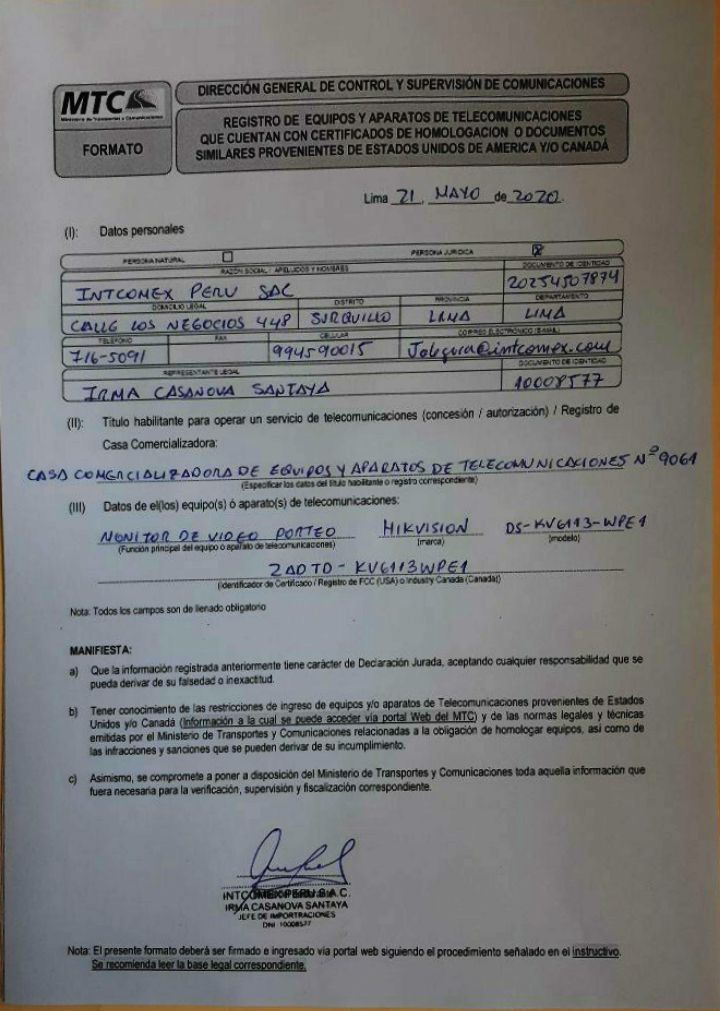 MTC
Ministerio de Transportes y Comunicaciones
FORMATO
DIRECCIÓN GENERAL DE CONTROL Y SUPERVISIÓN DE COMUNICACIONES
REGISTRO DE EQUIPOS Y APARATOS DE TELECOMUNICACIONES
QUE CUENTAN CON CERTIFICADOS DE HOMOLOGACION O DOCUMENTOS
SIMILARES PROVENIENTES DE ESTADOS UNIDOS DE AMERICA Y/O CANADÁ
Lima 21, MAYO de 2020.
(I): Datos personales
PERSONA NATURAL PERSONA JURIDICA
RAZÓN SOCIAL / APELLIDOS Y NOMBRES DOCUMENTO DE IDENTIDAD
INTCOMEX PERU SAC 20254507874
DOMICILIO LEGAL DISTRITO PROVINCIA DEPARTAMENTO
CALLE LOS NEGOCIOS 448 SURQUILLO LIMA LIMA
TELEFONO FAX CELULAR CORREO ELECTRÓNICO (E-MAIL)
716-5091 994590015 @intcomex.com
REPRESENTANTE LEGAL DOCUMENTO DE IDENTIDAD
IRMA CASANOVA SANTAYA 10008577
(II): Título habilitante para operar un servicio de telecomunicaciones (concesión / autorización) / Registro de
Casa Comercializadora:
CASA COMERCIALIZADORA DE EQUIPOS Y APARATOS DE TELECOMUNICACIONES Nº 9061
(Especificar los datos del título habilitante o registro correspondiente)
(III) Datos de el(los) equipo(s) ó aparato(s) de telecomunicaciones:
MONITOR DE VIDEO PORTEO HIKVISION DS-KV6113-WPE1
(Función principal del equipo ó aparato de telecomunicaciones) (marca) (modelo)
2ADTD-KV6113WPE1
(Identificador de Certificado / Registro de FCC (USA) o Industry Canada (Canadá))
Nota: Todos los campos son de llenado obligatorio
MANIFIESTA:
a) Que la información registrada anteriormente tiene carácter de Declaración Jurada, aceptando cualquier responsabilidad que se
pueda derivar de su falsedad o inexactitud.
b) Tener conocimiento de las restricciones de ingreso de equipos y/o aparatos de Telecomunicaciones provenientes de Estados
Unidos y/o Canadá (Información a la cual se puede acceder vía portal Web del MTC) y de las normas legales y técnicas
emitidas por el Ministerio de Transportes y Comunicaciones relacionadas a la obligación de homologar equipos, así como de
las infracciones y sanciones que se pueden derivar de su incumplimiento.
c) Asimismo, se compromete a poner a disposición del Ministerio de Transportes y Comunicaciones toda aquella información que
fuera necesaria para la verificación, supervisión y fiscalización correspondiente.
INTCOMEX PERU S.A.C.
IRMA CASANOVA SANTAYA
JEFE DE IMPORTRACIONES
DNI 10008577
Nota: El presente formato deberá ser firmado e ingresado vía portal web siguiendo el procedimiento señalado en el instructivo.
Se recomienda leer la base legal correspondiente.